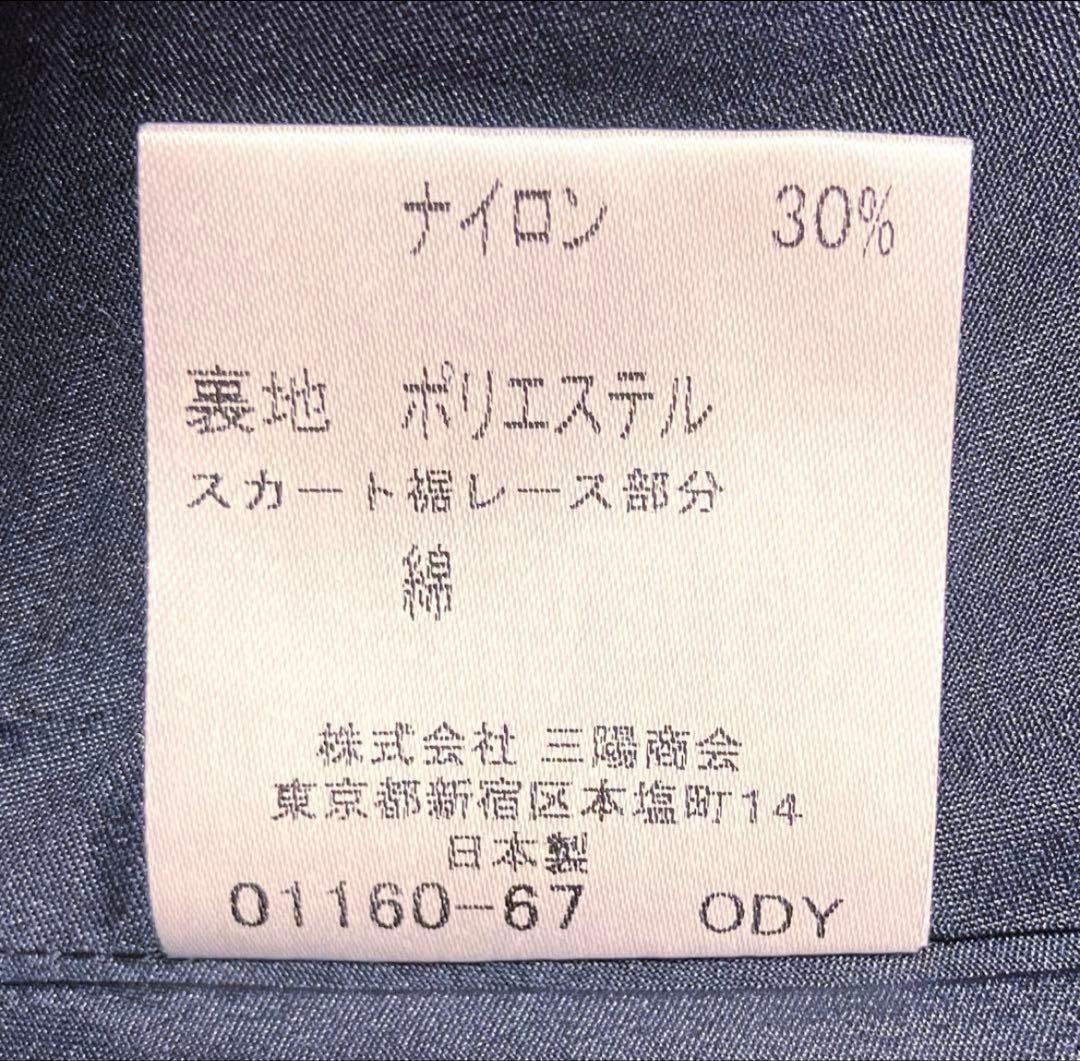 ナイロン 30%
裏地 ポリエステル
スカート裾レース部分
綿
株式会社 三陽商会
東京都新宿区本塩町14
日本製
01160-67 ODY